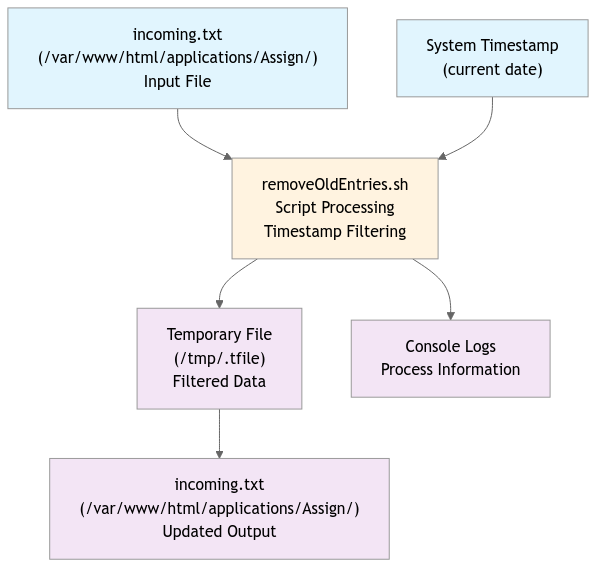 incoming.txt
(/var/www/html/applications/Assign/)
Input File
System Timestamp
(current date)
removeOldEntries.sh
Script Processing
Timestamp Filtering
Temporary File
(/tmp/.tfile)
Filtered Data
Console Logs
Process Information
incoming.txt
(/var/www/html/applications/Assign/)
Updated Output